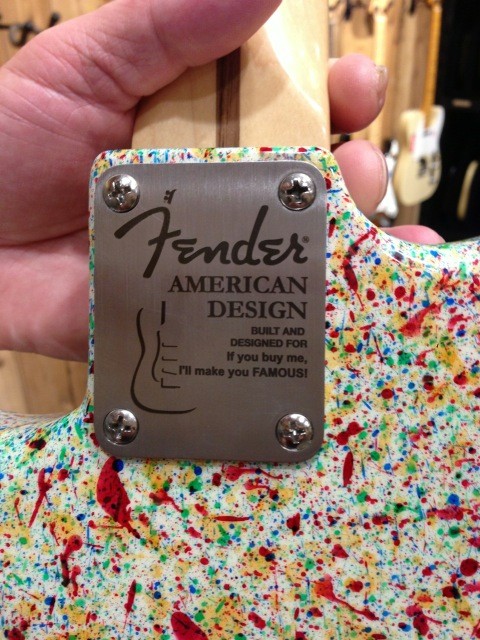 Fender®
AMERICAN
DESIGN
BUILT AND
DESIGNED FOR
If you buy me,
I'll make you FAMOUS!